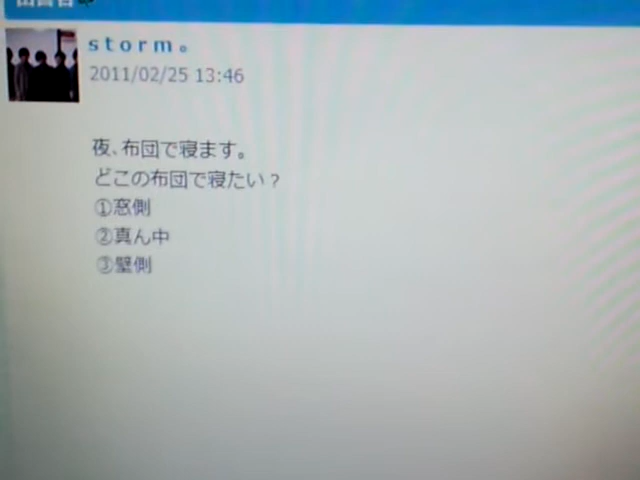 storm。
2011/02/25 13:46
夜、布団で寝ます。
どこの布団で寝たい？
①窓側
②真ん中
③壁側